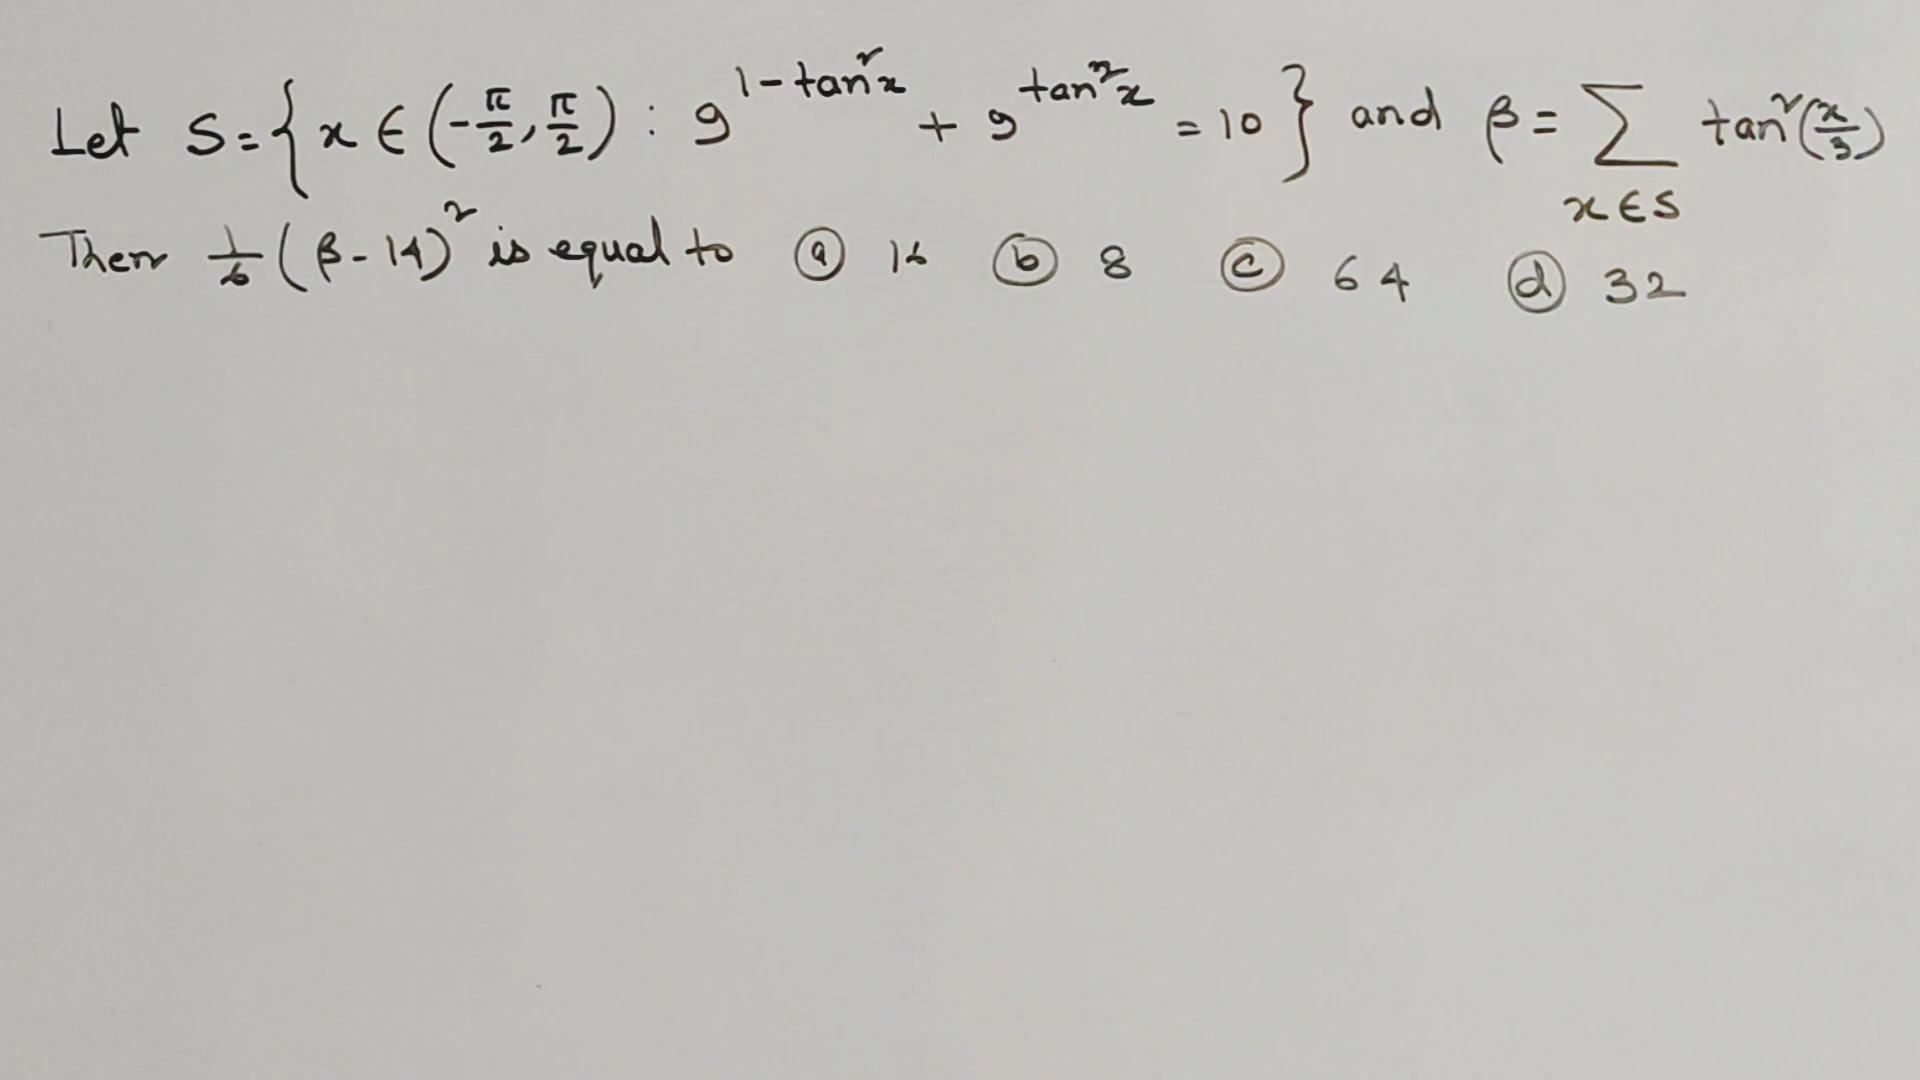 Let S = { x ∈ (-π/2, π/2) : 9^(1-tan²x) + 9^(tan²x) = 10 } and β = ∑_{x∈S} tan²(x/3)
Then 1/6 (β - 14)² is equal to ⓐ 16 ⓑ 8 ⓒ 64 ⓓ 32